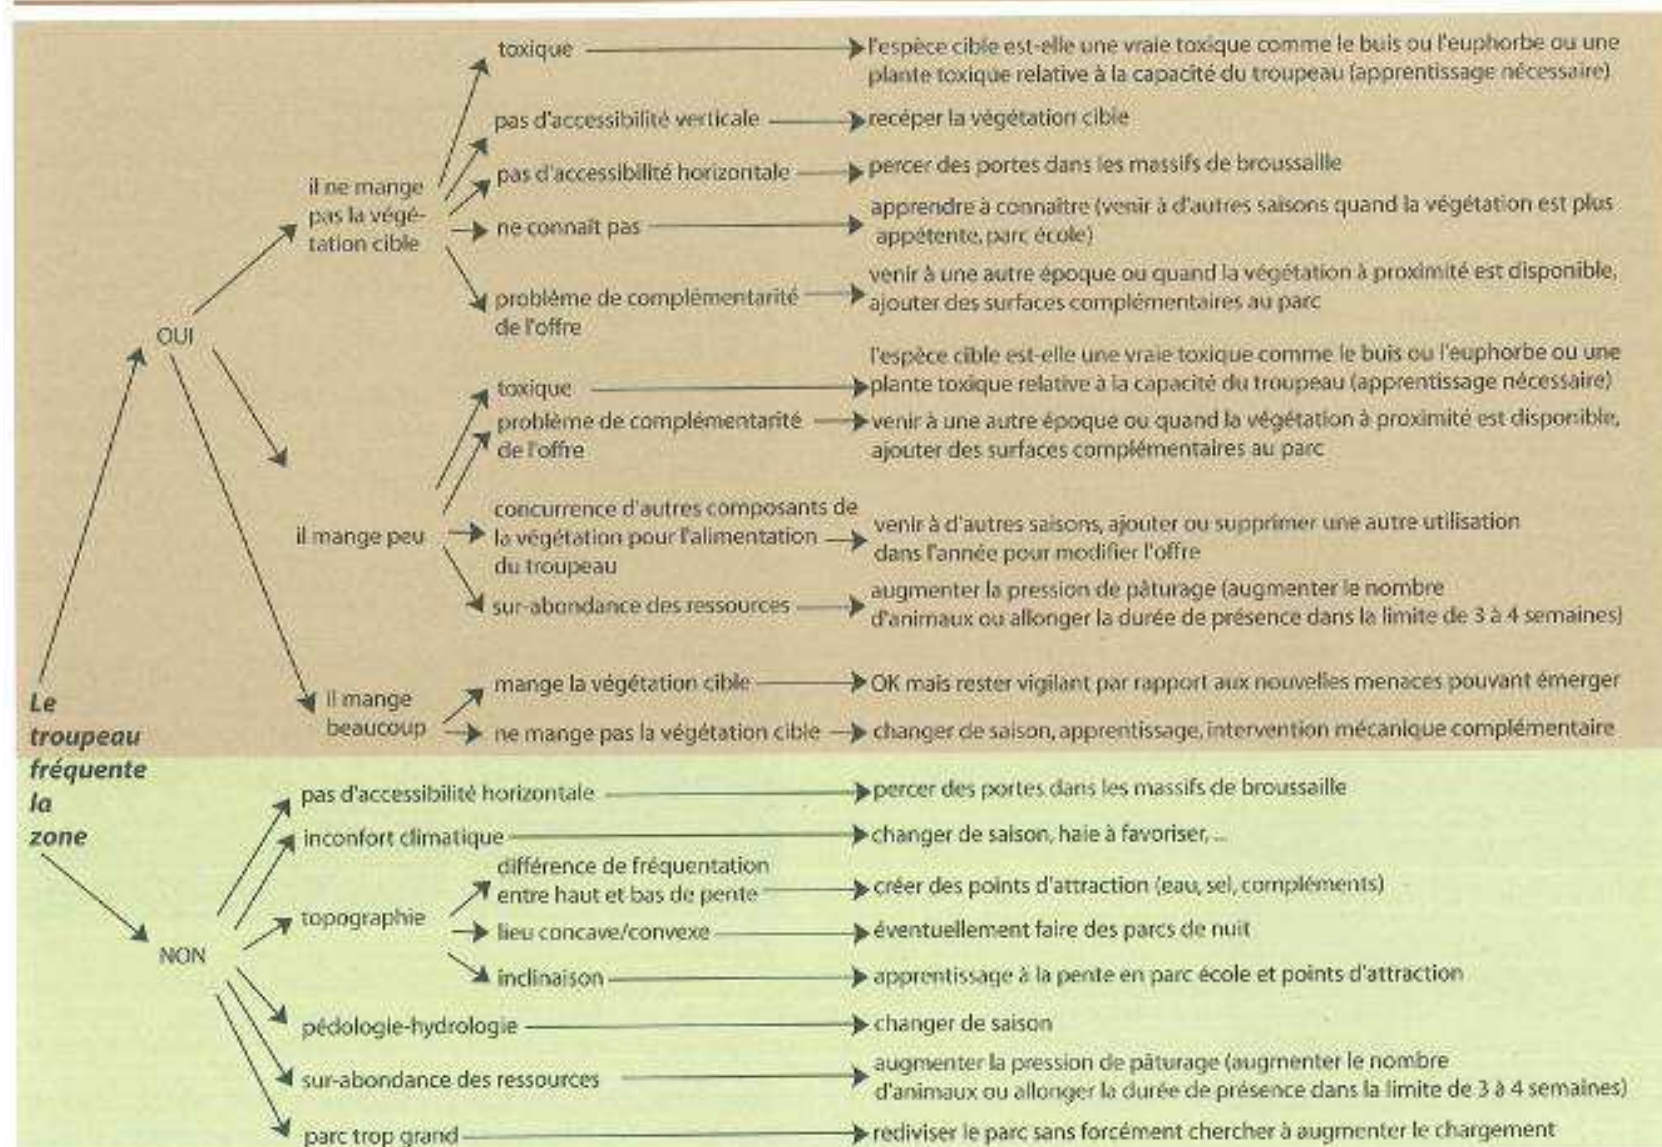 toxique
l'espèce cible est-elle une vraie toxique comme le buis ou l'euphorbe ou une
plante toxique relative à la capacité du troupeau (apprentissage nécessaire)
pas d'accessibilité verticale
recéper la végétation cible
pas d'accessibilité horizontale
percer des portes dans les massifs de broussaille
il ne mange
pas la végé-
tation cible
ne connaît pas
apprendre à connaître (venir à d'autres saisons quand la végétation est plus
appétente, parc école)
problème de complémentarité
de l'offre
venir à une autre époque ou quand la végétation à proximité est disponible,
ajouter des surfaces complémentaires au parc
OUI
toxique
l'espèce cible est-elle une vraie toxique comme le buis ou l'euphorbe ou une
plante toxique relative à la capacité du troupeau (apprentissage nécessaire)
problème de complémentarité
de l'offre
venir à une autre époque ou quand la végétation à proximité est disponible,
ajouter des surfaces complémentaires au parc
il mange peu
concurrence d'autres composants de
la végétation pour l'alimentation
du troupeau
venir à d'autres saisons, ajouter ou supprimer une autre utilisation
dans l'année pour modifier l'offre
sur-abondance des ressources
augmenter la pression de pâturage (augmenter le nombre
d'animaux ou allonger la durée de présence dans la limite de 3 à 4 semaines)
il mange
beaucoup
mange la végétation cible
OK mais rester vigilant par rapport aux nouvelles menaces pouvant émerger
ne mange pas la végétation cible
changer de saison, apprentissage, intervention mécanique complémentaire
Le
troupeau
fréquente
la
zone
pas d'accessibilité horizontale
percer des portes dans les massifs de broussaille
inconfort climatique
changer de saison, haie à favoriser, ...
NON
topographie
différence de fréquentation
entre haut et bas de pente
créer des points d'attraction (eau, sel, compléments)
lieu concave/convexe
éventuellement faire des parcs de nuit
inclinaison
apprentissage à la pente en parc école et points d'attraction
pédologie-hydrologie
changer de saison
sur-abondance des ressources
augmenter la pression de pâturage (augmenter le nombre
d'animaux ou allonger la durée de présence dans la limite de 3 à 4 semaines)
parc trop grand
rediviser le parc sans forcément chercher à augmenter le chargement